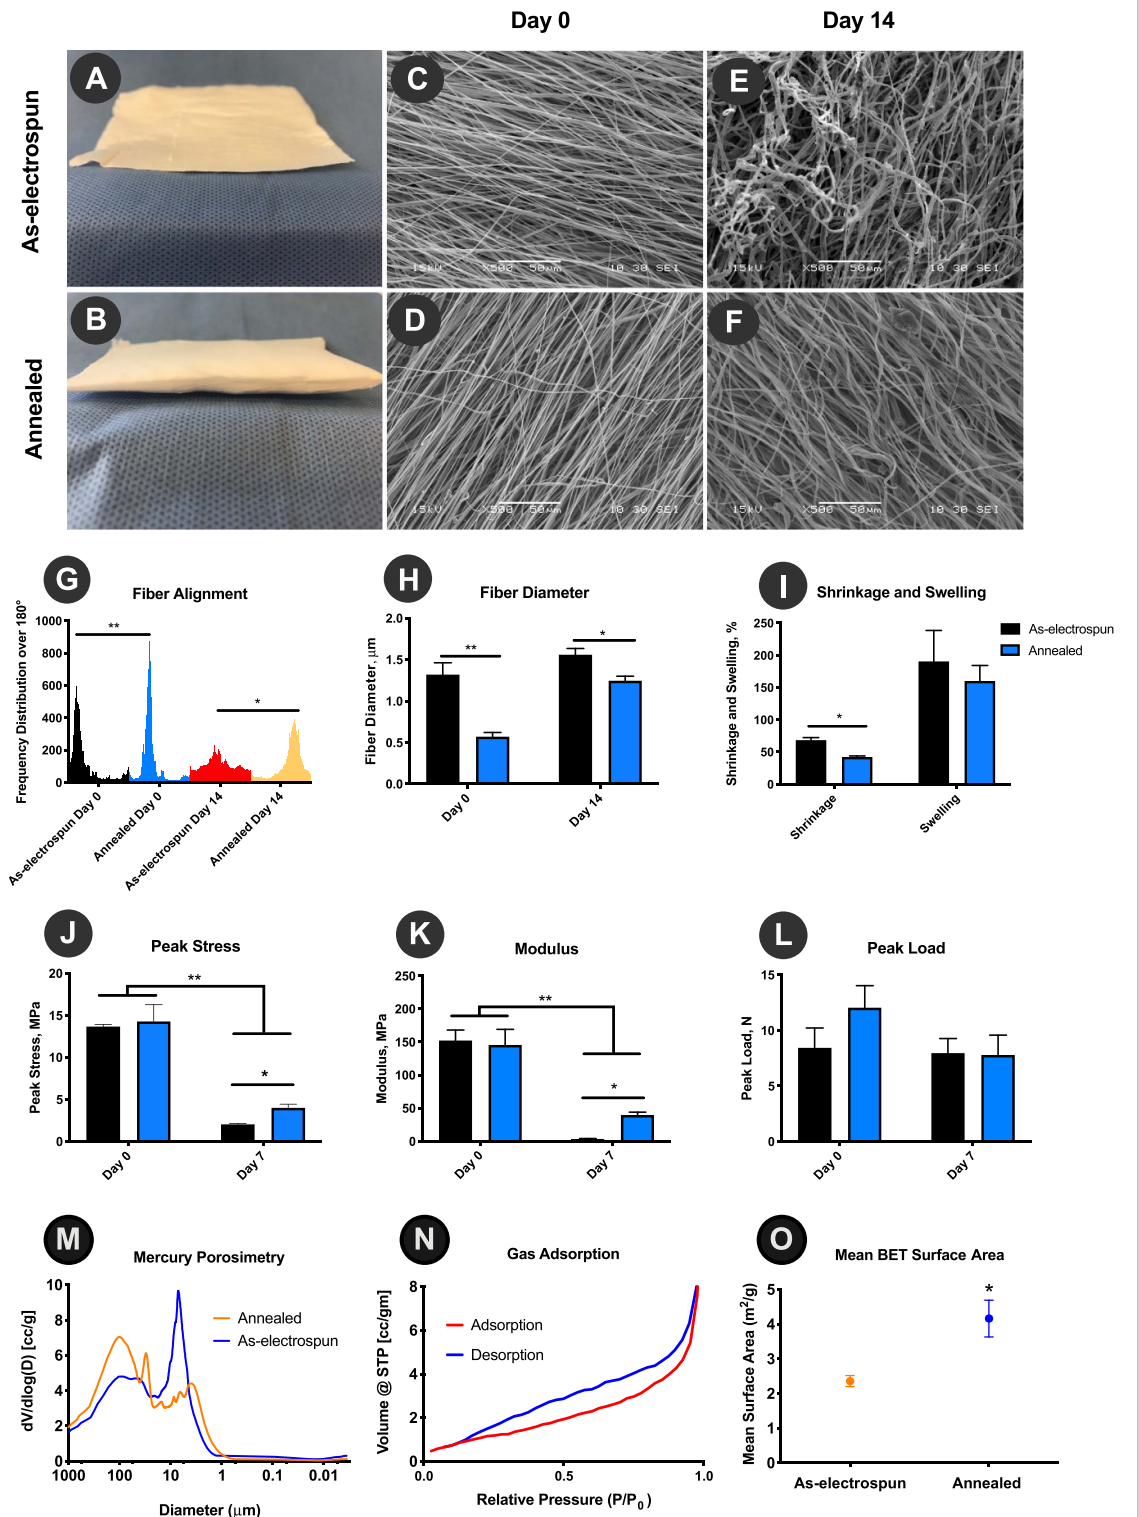 Day 0
Day 14
As-electrospun
Annealed
A
B
C
15kV X500 50µm 10 30 SEI
D
15kV X500 50µm 10 30 SEI
E
15kV X500 50µm 10 30 SEI
F
15kV X500 50µm 10 30 SEI
G
Fiber Alignment
Frequency Distribution over 180°
1000
800
600
400
200
0
**
*
As-electrospun Day 0
Annealed Day 0
As-electrospun Day 14
Annealed Day 14
H
Fiber Diameter
Fiber Diameter, µm
2.0
1.5
1.0
0.5
0.0
**
*
Day 0
Day 14
I
Shrinkage and Swelling
Shrinkage and Swelling, %
250
200
150
100
50
0
*
Shrinkage
Swelling
As-electrospun
Annealed
J
Peak Stress
Peak Stress, MPa
20
15
10
5
0
**
*
Day 0
Day 7
K
Modulus
Modulus, MPa
250
200
150
100
50
0
**
*
Day 0
Day 7
L
Peak Load
Peak Load, N
15
10
5
0
Day 0
Day 7
M
Mercury Porosimetry
dV/dlog(D) [cc/g]
10
8
6
4
2
0
Annealed
As-electrospun
1000 100 10 1 0.1 0.01
Diameter (µm)
N
Gas Adsorption
Volume @ STP [cc/gm]
8
6
4
2
0
Adsorption
Desorption
0.0 0.5 1.0
Relative Pressure (P/P0 )
O
Mean BET Surface Area
Mean Surface Area (m²/g)
5
4
3
2
1
0
*
As-electrospun
Annealed